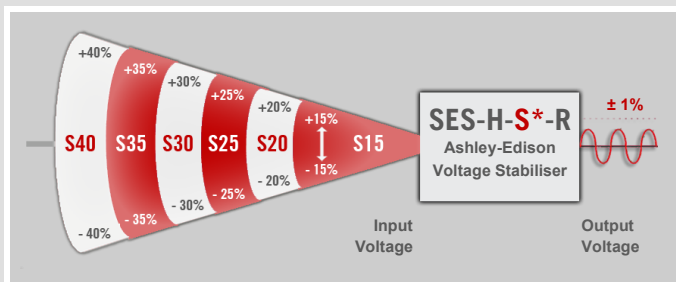 +40%
+35%
+30%
+25%
+20%
+15%
S40 S35 S30 S25 S20 S15
- 15%
- 20%
- 25%
- 30%
- 35%
- 40%
SES-H-S*-R
Ashley-Edison
Voltage Stabiliser
± 1%
Input
Voltage
Output
Voltage